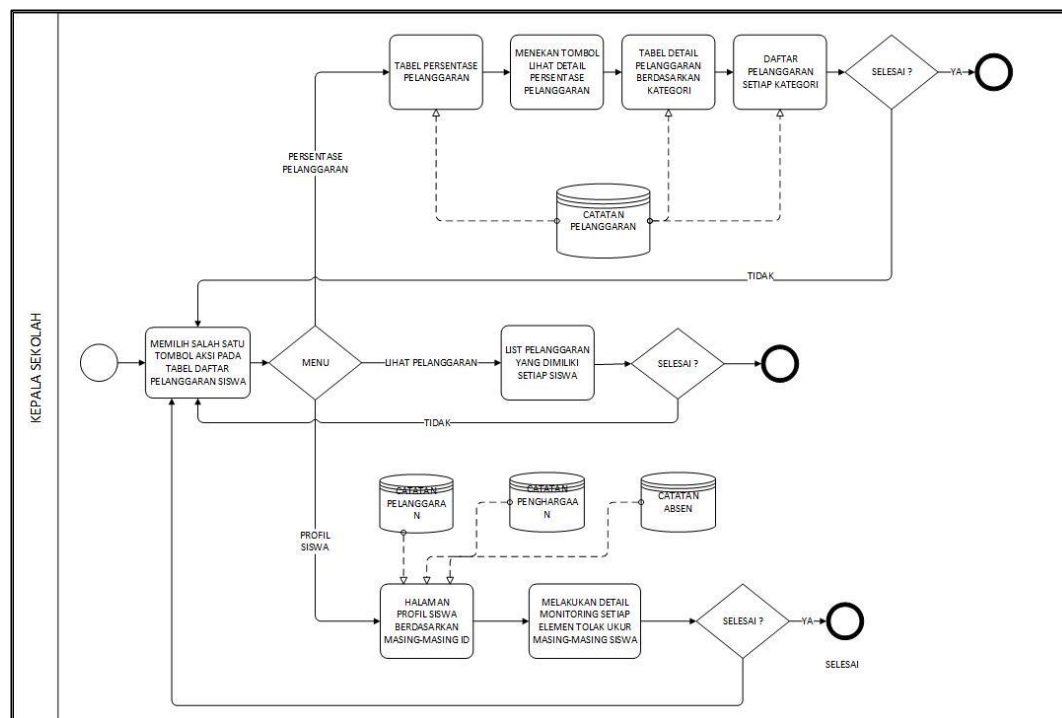 KEPALA SEKOLAH
TABEL PERSENTASE
PELANGGARAN
MENEKAN TOMBOL
LIHAT DETAIL
PERSENTASE
PELANGGARAN
TABEL DETAIL
PELANGGARAN
BERDASARKAN
KATEGORI
DAFTAR
PELANGGARAN
SETIAP KATEGORI
SELESAI ?
YA
PERSENTASE
PELANGGARAN
CATATAN
PELANGGARAN
TIDAK
MEMILIH SALAH SATU
TOMBOL AKSI PADA
TABEL DAFTAR
PELANGGARAN SISWA
MENU
LIHAT PELANGGARAN
LIST PELANGGARAN
YANG DIMILIKI
SETIAP SISWA
SELESAI ?
TIDAK
CATATAN
PELANGGARA
N
CATATAN
PENGHARGAA
N
CATATAN
ABSEN
PROFIL
SISWA
HALAMAN
PROFIL SISWA
BERDASARKAN
MASING-MASING ID
MELAKUKAN DETAIL
MONITORING SETIAP
ELEMEN TOLAK UKUR
MASING-MASING SISWA
SELESAI ?
YA
SELESAI